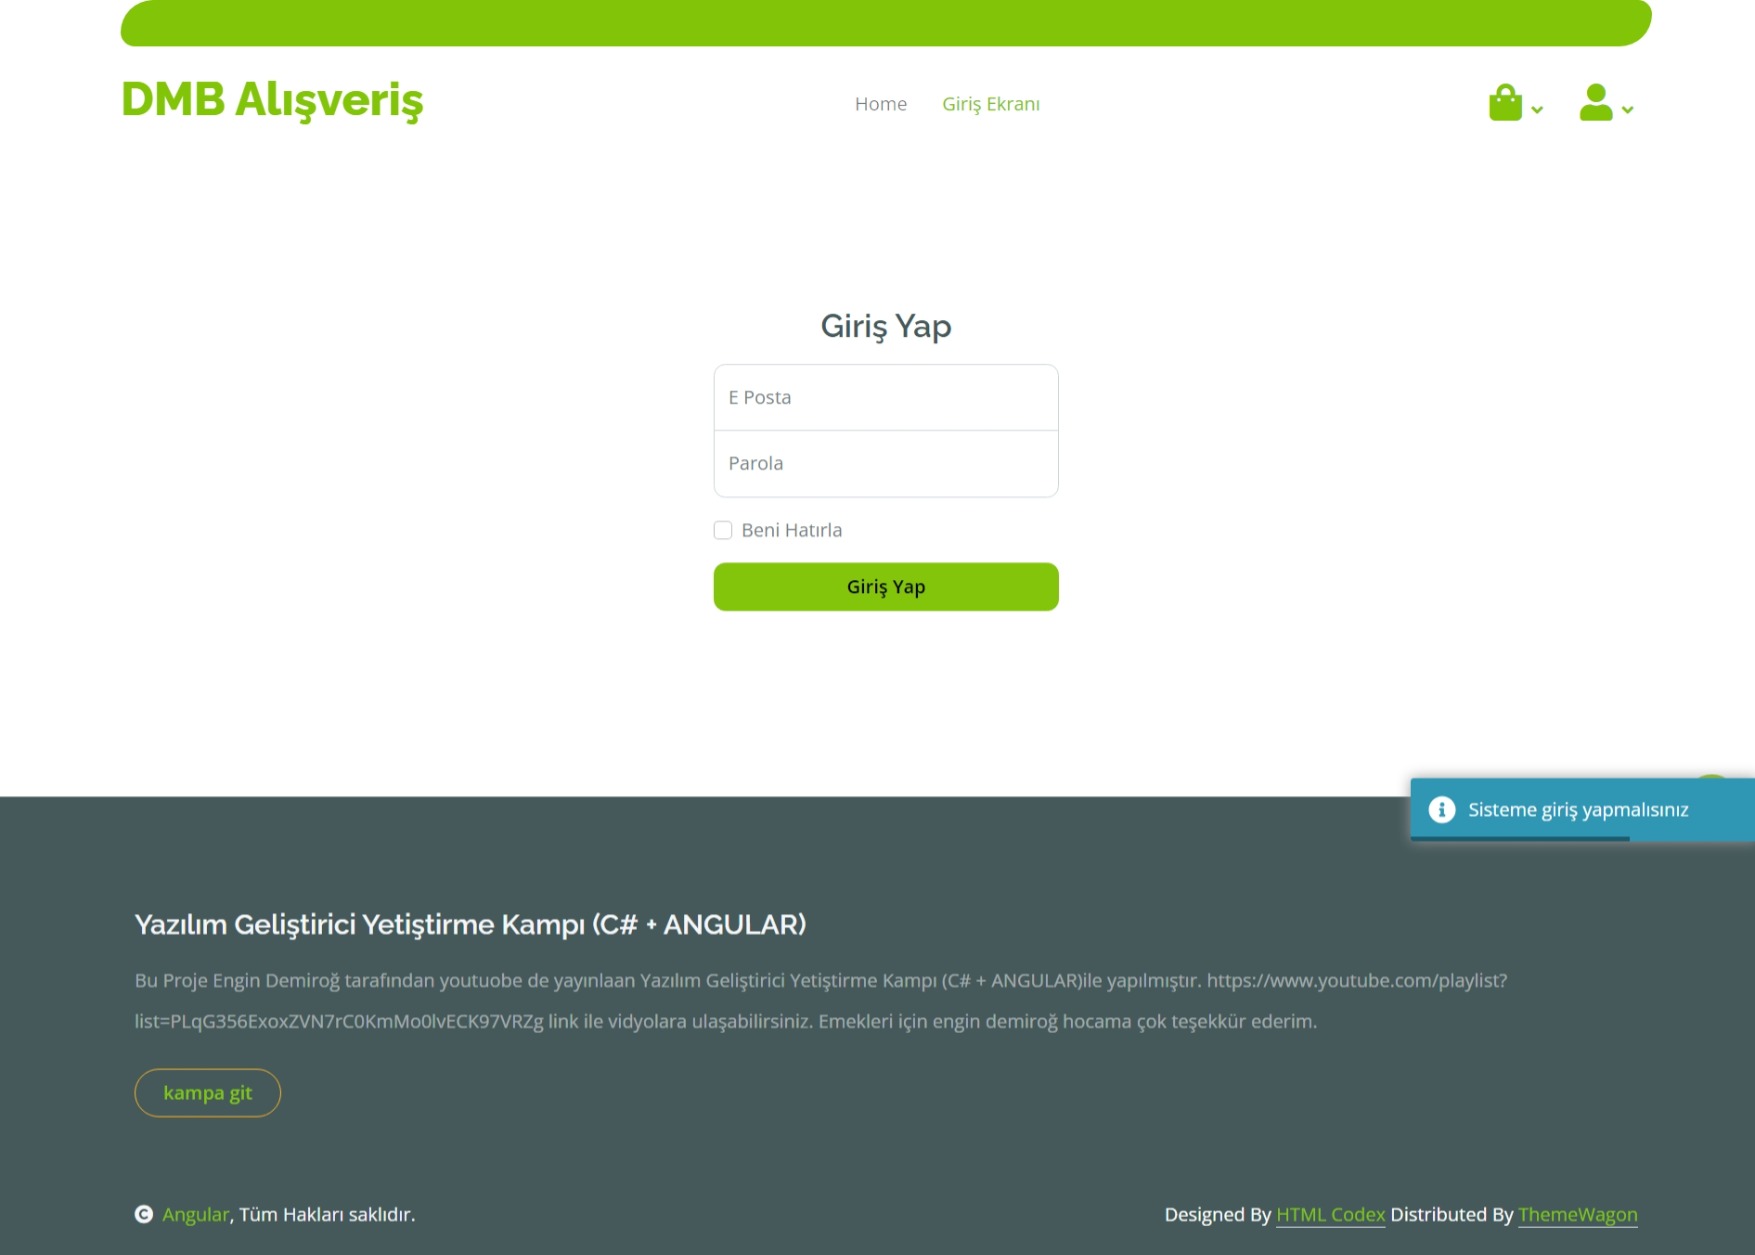 DMB Alışveriş
Home
Giriş Ekranı
Giriş Yap
E Posta
Parola
Beni Hatırla
Giriş Yap
Sisteme giriş yapmalısınız
Yazılım Geliştirici Yetiştirme Kampı (C# + ANGULAR)
Bu Proje Engin Demiroğ tarafından youtuobe de yayınlaan Yazılım Geliştirici Yetiştirme Kampı (C# + ANGULAR)ile yapılmıştır. https://www.youtube.com/playlist?
list=PLqG356ExoxZVN7rC0KmMo0lvECK97VRZg link ile vidyolara ulaşabilirsiniz. Emekleri için engin demiroğ hocama çok teşekkür ederim.
kampa git
Angular, Tüm Hakları saklıdır.
Designed By HTML Codex Distributed By ThemeWagon